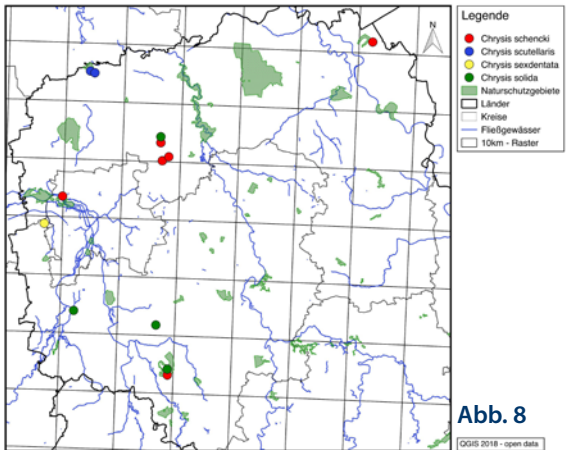 N
Legende
Chrysis schencki
Chrysis scutellaris
Chrysis sexdentata
Chrysis solida
Naturschutzgebiete
Länder
Kreise
Fließgewässer
10km - Raster
Abb. 8
QGIS 2018 - open data